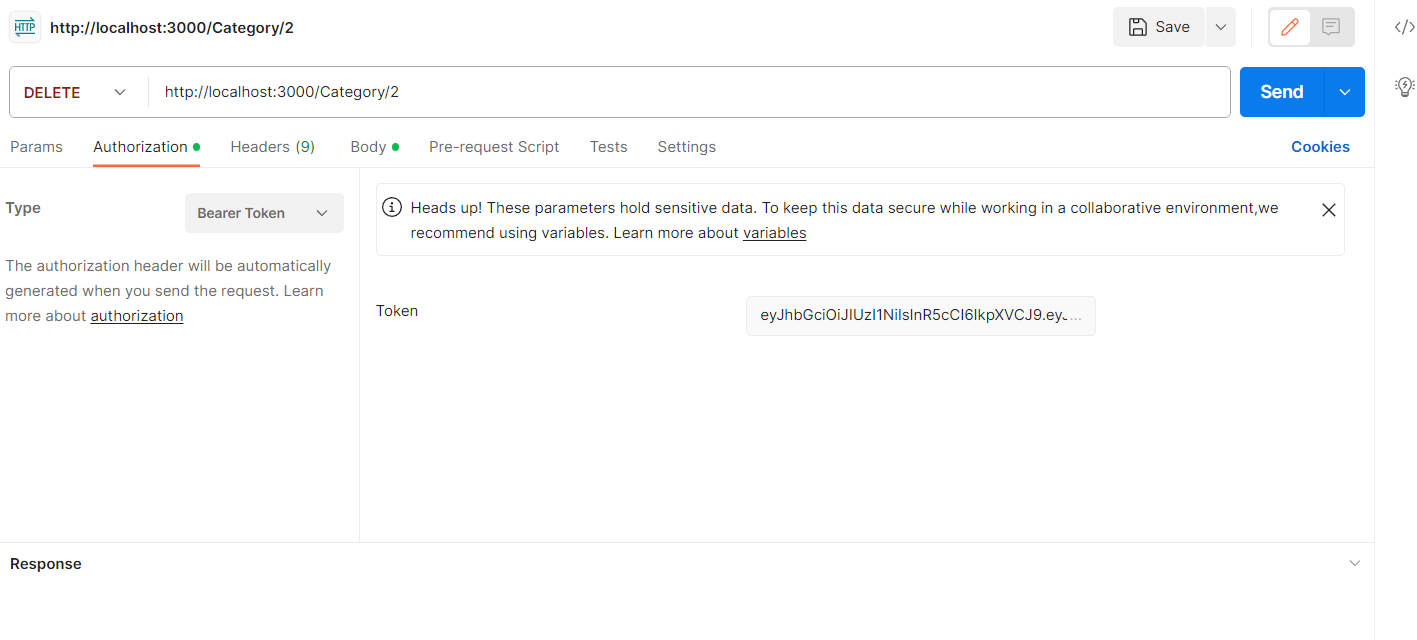 HTTP http://localhost:3000/Category/2 Save
DELETE http://localhost:3000/Category/2 Send
Params Authorization Headers (9) Body Pre-request Script Tests Settings Cookies
Type Bearer Token
The authorization header will be automatically
generated when you send the request. Learn
more about authorization
Heads up! These parameters hold sensitive data. To keep this data secure while working in a collaborative environment,we
recommend using variables. Learn more about variables
Token eyJhbGciOiJIUzI1NiIsInR5cCI6IkpXVCJ9.eyJ...
Response